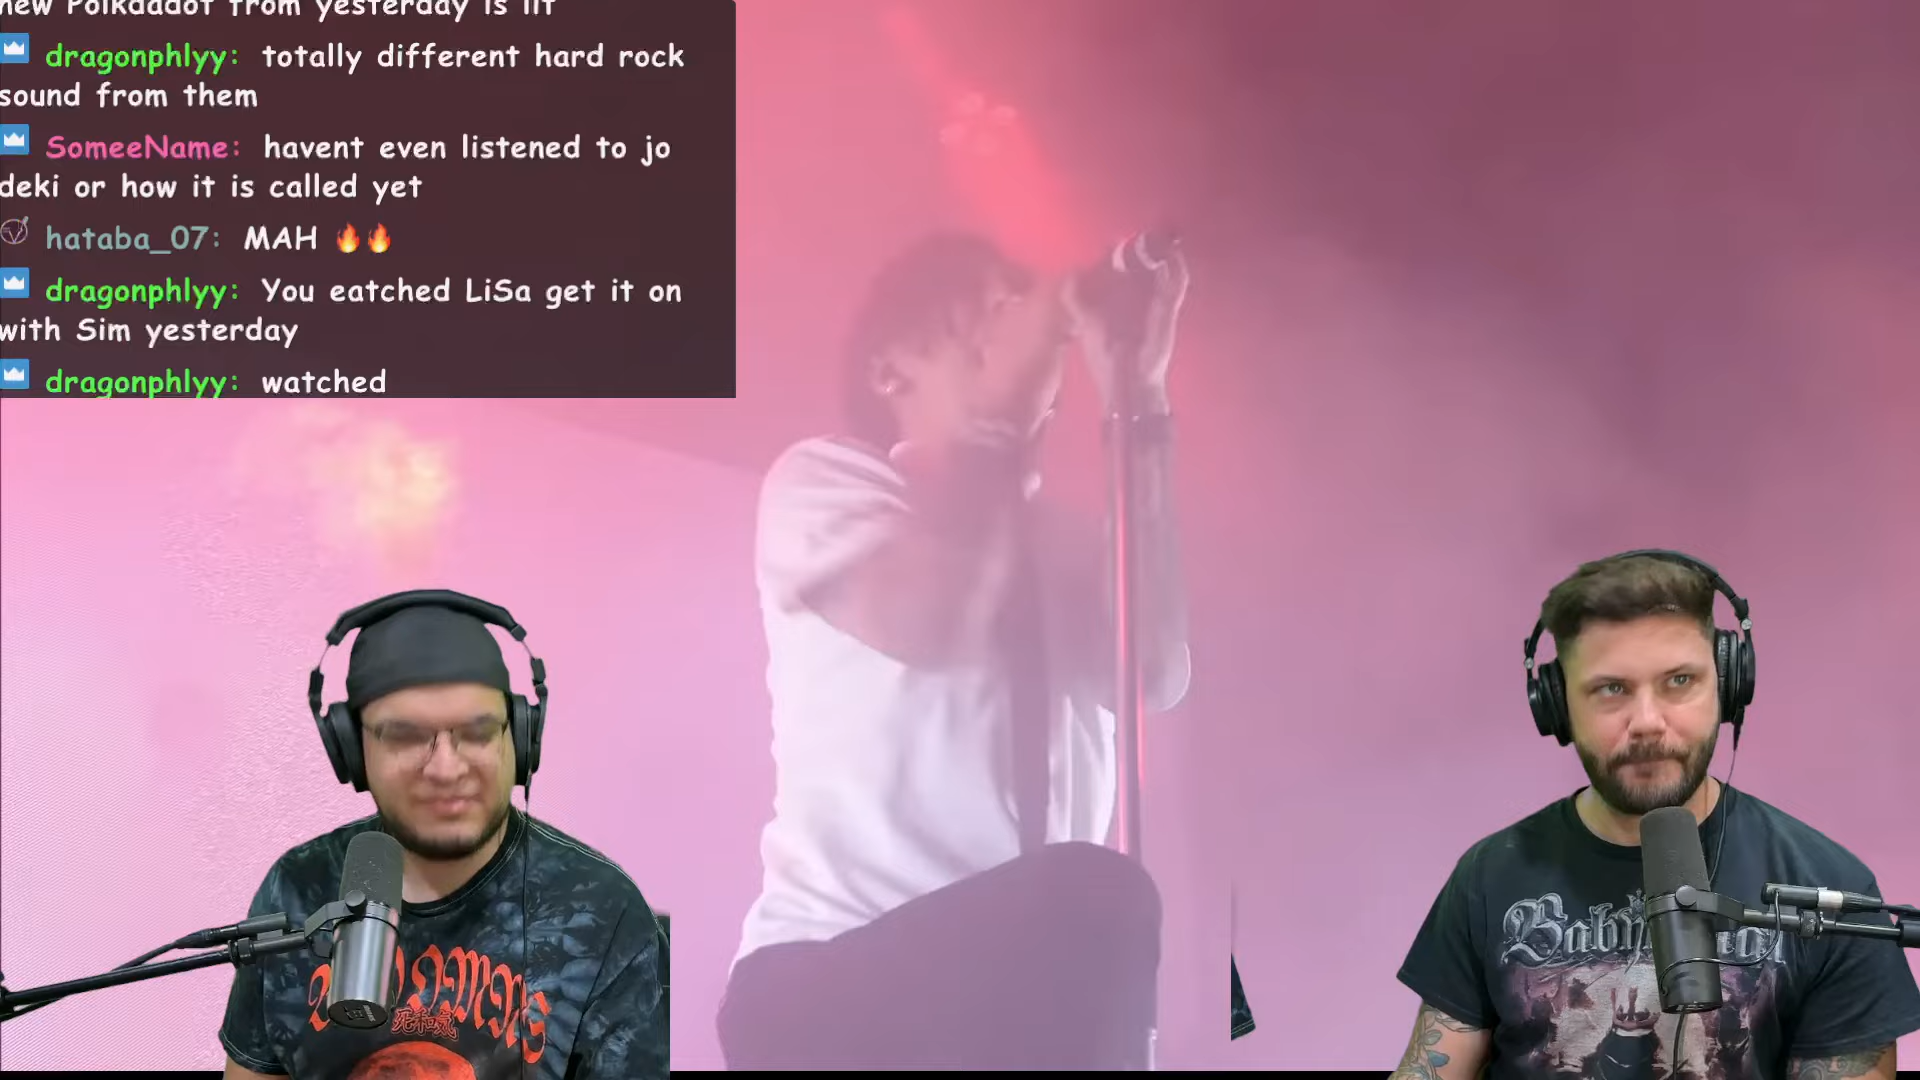 new Polkadadot from yesterday is lit
dragonphlyy: totally different hard rock
sound from them
SomeeName: havent even listened to jo
deki or how it is called yet
hataba_07: MAH 🔥🔥
dragonphlyy: You eatched LiSa get it on
with Sim yesterday
dragonphlyy: watched